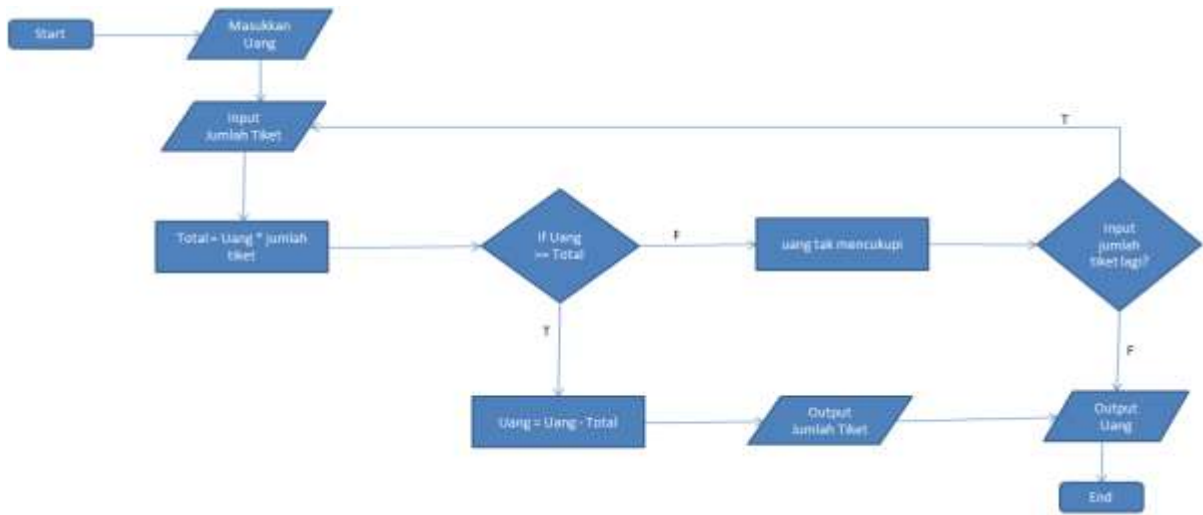 Start
Masukkan
Uang
Input
Jumlah Tiket
T
Total = Uang * jumlah
tiket
If Uang
>= Total
F
uang tak mencukupi
Input
jumlah
tiket lagi?
T
F
Uang = Uang - Total
Output
Jumlah Tiket
Output
Uang
End